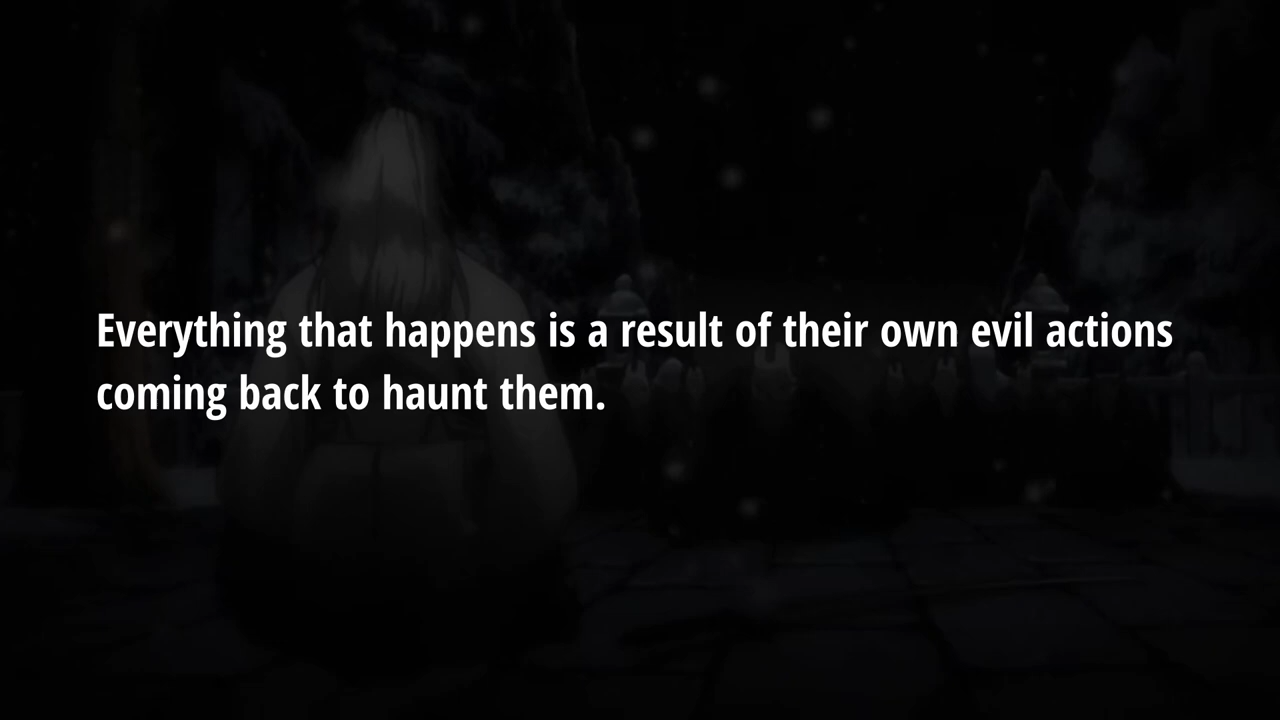 Everything that happens is a result of their own evil actions
coming back to haunt them.